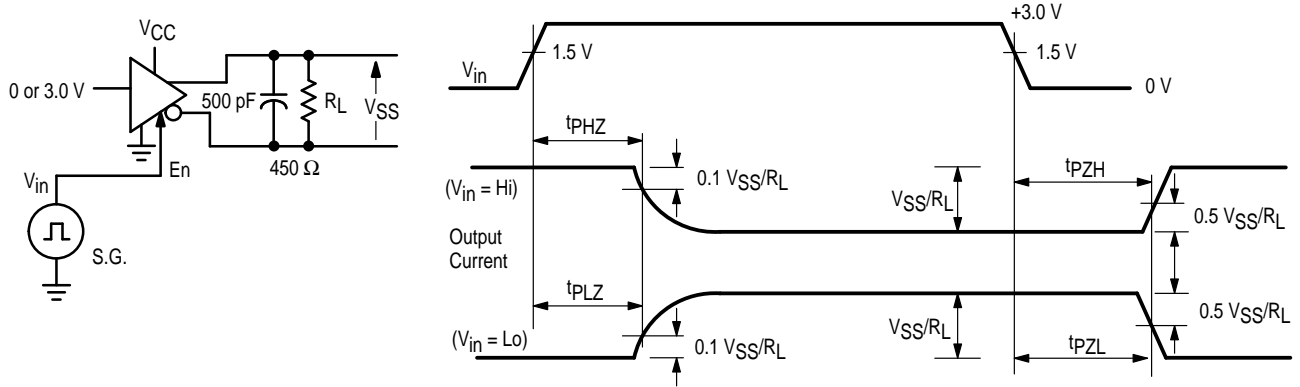 VCC
0 or 3.0 V
500 pF
RL
VSS
450 Ω
Vin
En
S.G.
Vin
1.5 V
+3.0 V
1.5 V
0 V
tPHZ
tPZH
(Vin = Hi)
0.1 VSS/RL
VSS/RL
0.5 VSS/RL
Output
Current
tPLZ
(Vin = Lo)
0.1 VSS/RL
VSS/RL
0.5 VSS/RL
tPZL